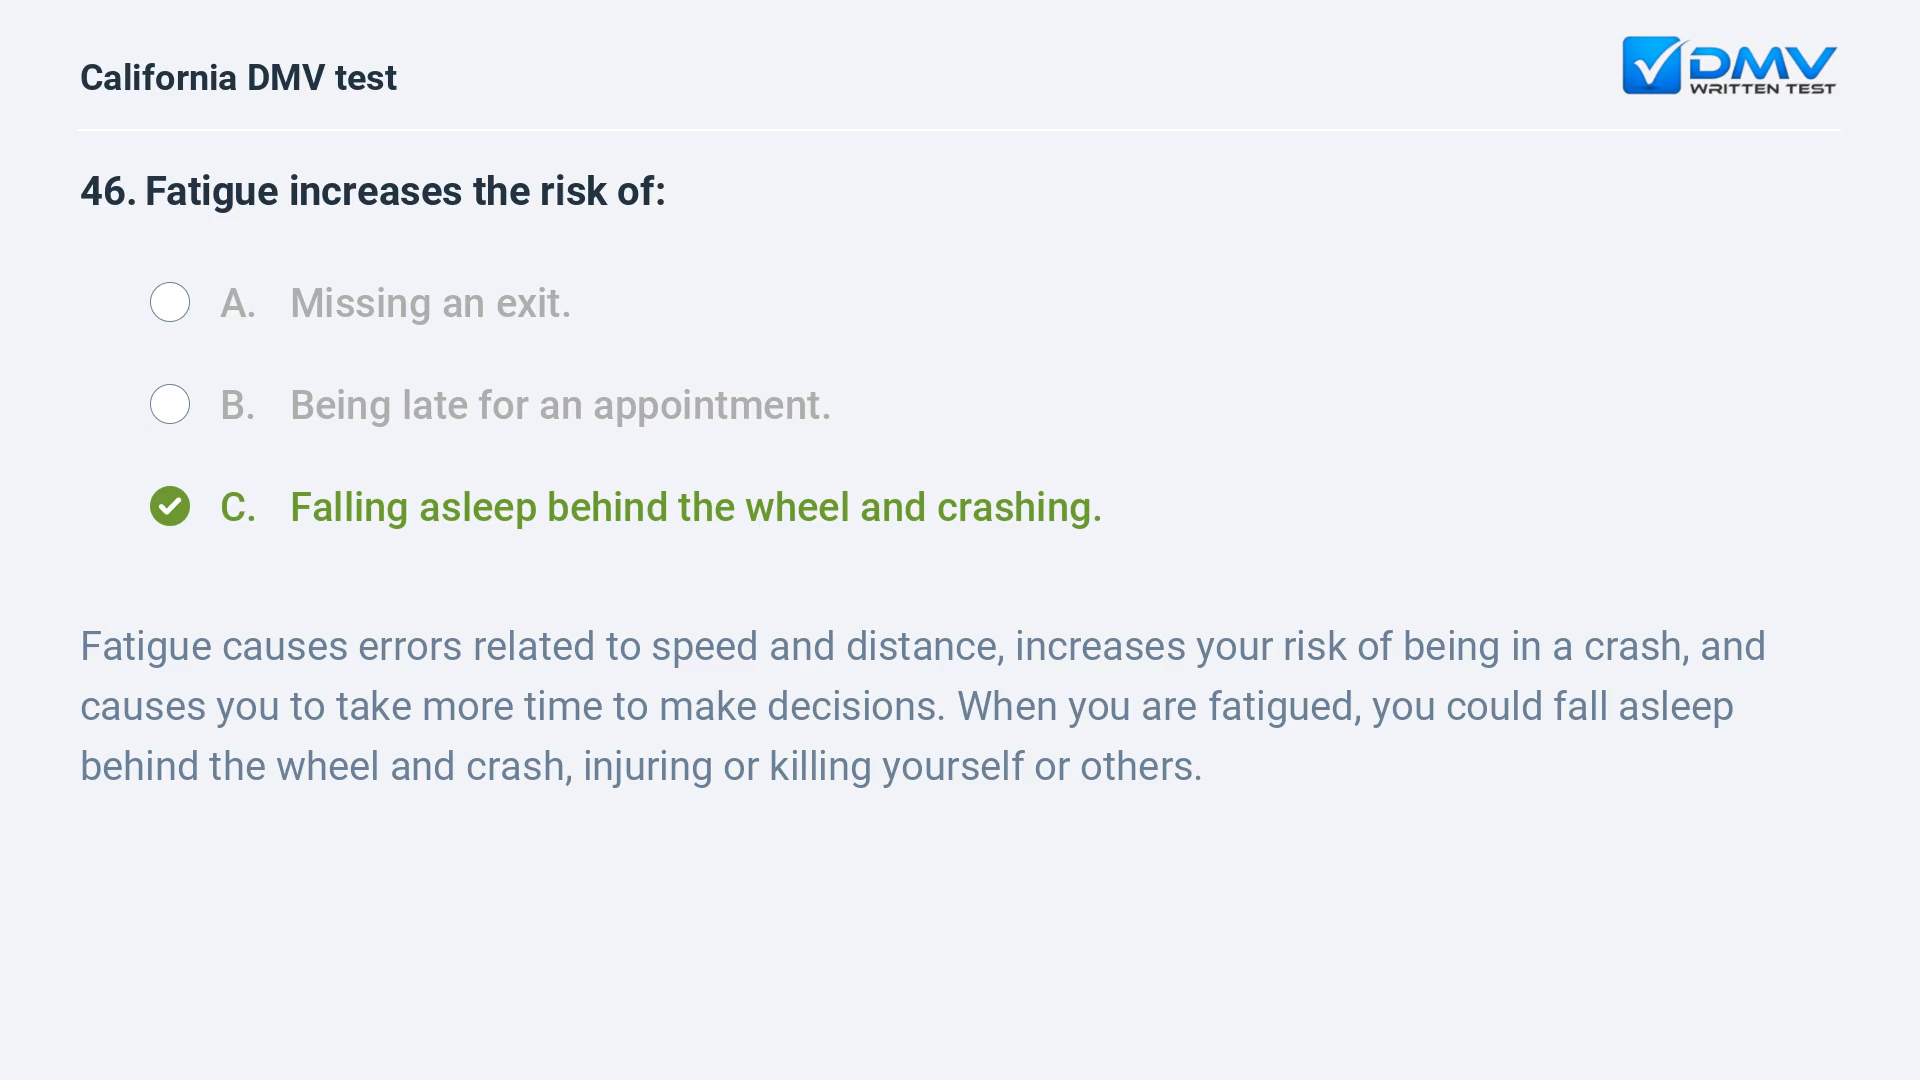 California DMV test
DMV
WRITTEN TEST
46. Fatigue increases the risk of:
A. Missing an exit.
B. Being late for an appointment.
C. Falling asleep behind the wheel and crashing.
Fatigue causes errors related to speed and distance, increases your risk of being in a crash, and
causes you to take more time to make decisions. When you are fatigued, you could fall asleep
behind the wheel and crash, injuring or killing yourself or others.